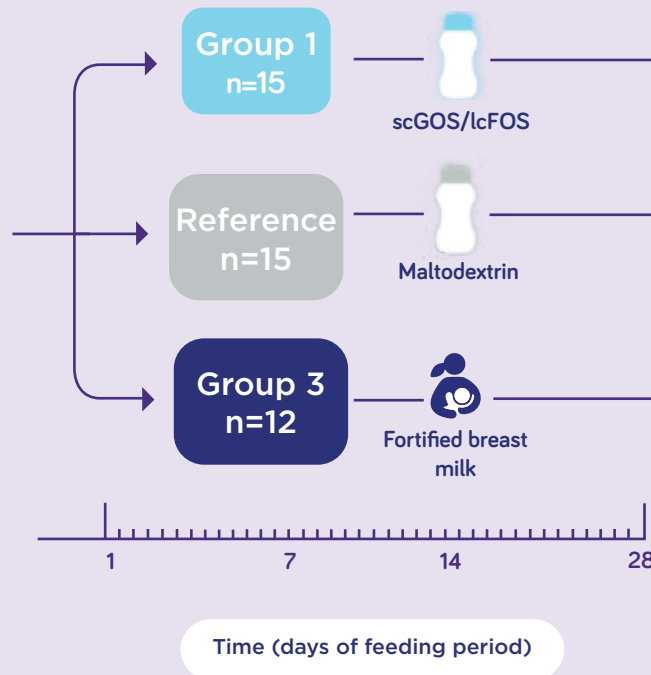 Group 1
n=15
scGOS/lcFOS
Reference
n=15
Maltodextrin
Group 3
n=12
Fortified breast
milk
1 7 14 28
Time (days of feeding period)